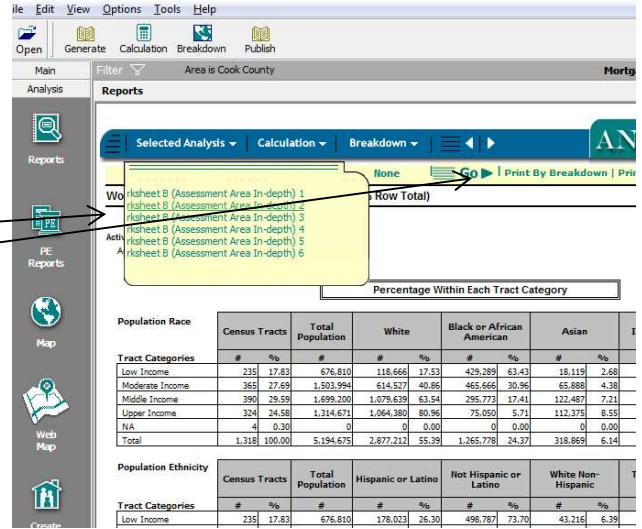 ile Edit View Options Tools Help
Open Generate Calculation Breakdown Publish
Main Filter Area is Cook County Mortga
Analysis Reports
Selected Analysis Calculation Breakdown AN
Reports
None Go Print By Breakdown | Prin
Wo Row Total)
rksheet B (Assessment Area In-depth) 1
rksheet B (Assessment Area In-depth) 2
rksheet B (Assessment Area In-depth) 3
rksheet B (Assessment Area In-depth) 4
rksheet B (Assessment Area In-depth) 5
rksheet B (Assessment Area In-depth) 6
Activ
A
PE
Reports
Percentage Within Each Tract Category
Map
Population Race Census Tracts Total Population White Black or African American Asian I
Tract Categories # % # # % # % # %
Low Income 235 17.83 676,810 118,666 17.53 429,289 63.43 18,119 2.68
Moderate Income 365 27.69 1,503,994 614,527 40.86 465,666 30.96 65,888 4.38
Middle Income 390 29.59 1,699,200 1,079,639 63.54 295,773 17.41 122,487 7.21
Upper Income 324 24.58 1,314,671 1,064,380 80.96 75,050 5.71 112,375 8.55
NA 4 0.30 0 0 0.00 0 0.00 0 0.00
Total 1,318 100.00 5,194,675 2,877,212 55.39 1,265,778 24.37 318,869 6.14
Web
Map
Population Ethnicity Census Tracts Total Population Hispanic or Latino Not Hispanic or Latino White Non-Hispanic T
Tract Categories # % # # % # % # %
Low Income 235 17.83 676,810 178,023 26.30 498,787 73.70 43,216 6.39
Create